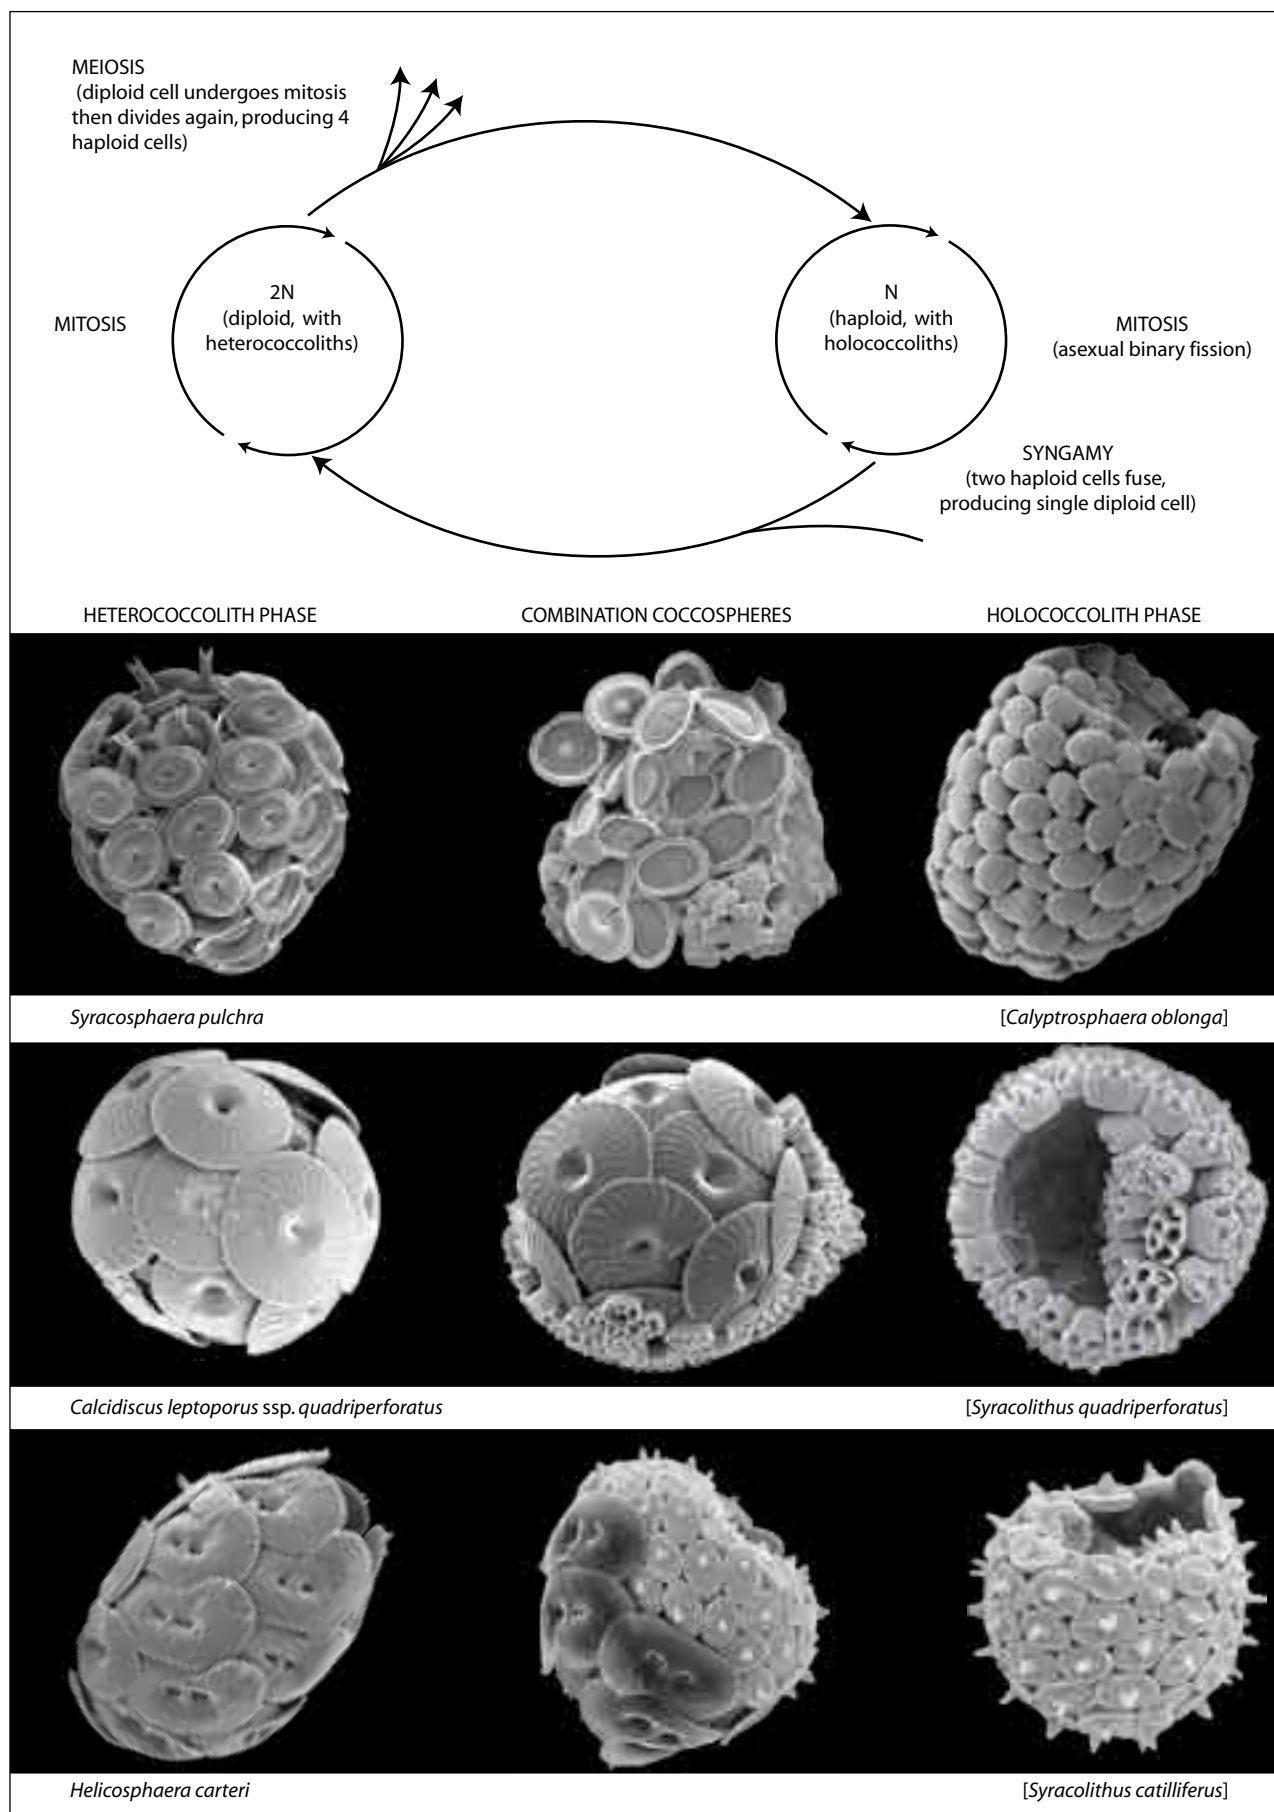 MEIOSIS
(diploid cell undergoes mitosis
then divides again, producing 4
haploid cells)
2N
(diploid, with
heterococcoliths)
N
(haploid, with
holococcoliths)
MITOSIS
MITOSIS
(asexual binary fission)
SYNGAMY
(two haploid cells fuse,
producing single diploid cell)
HETEROCOCCOLITH PHASE
COMBINATION COCCOSPHERES
HOLOCOCCOLITH PHASE
Syracosphaera pulchra
[Calyptrosphaera oblonga]
Calcidiscus leptoporus ssp. quadriperforatus
[Syracolithus quadriperforatus]
Helicosphaera carteri
[Syracolithus catilliferus]